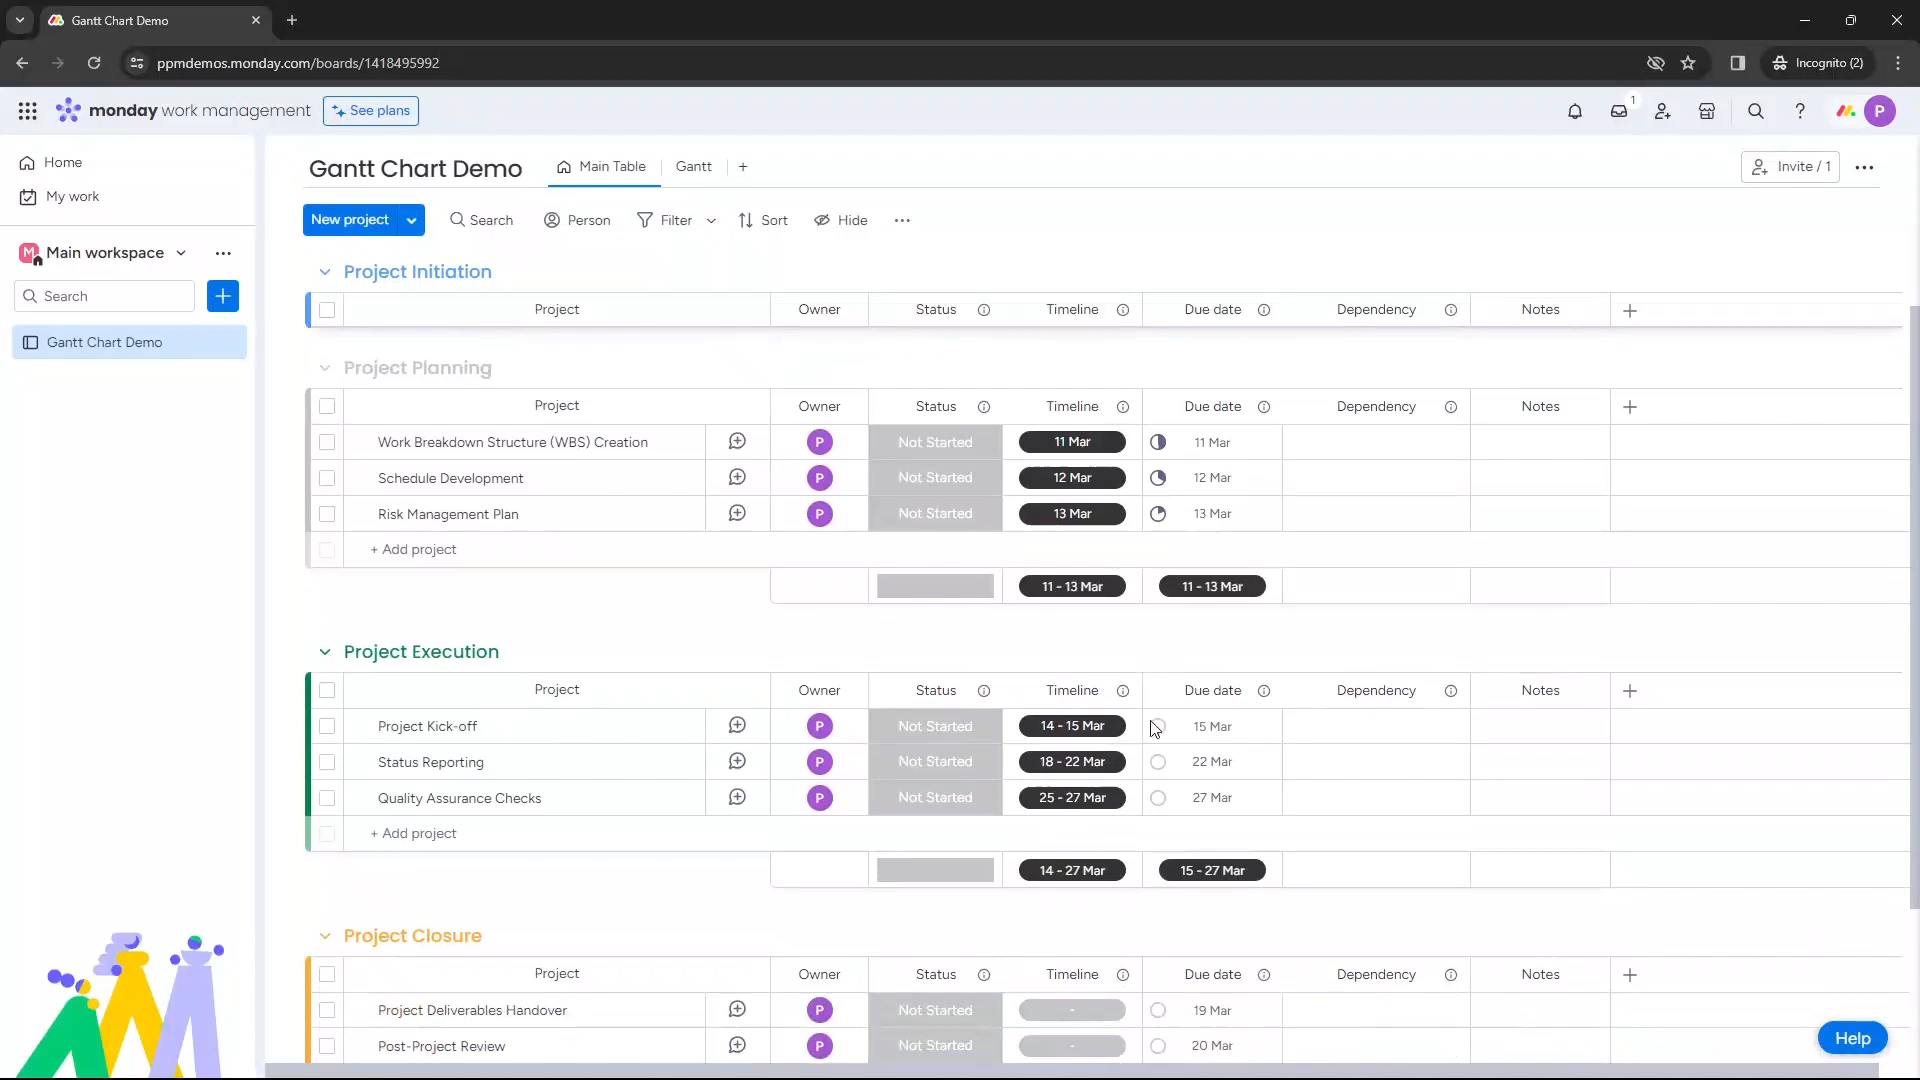 Gantt Chart Demo
ppmdemos.monday.com/boards/1418495992
Incognito (2)
monday work management
See plans
1
P
Home
My work
M
Main workspace
Search
Gantt Chart Demo
Gantt Chart Demo
Main Table
Gantt
Invite / 1
New project
Search
Person
Filter
Sort
Hide
Project Initiation
Project Owner Status Timeline Due date Dependency Notes
Project Planning
Project Owner Status Timeline Due date Dependency Notes
Work Breakdown Structure (WBS) Creation P Not Started 11 Mar 11 Mar
Schedule Development P Not Started 12 Mar 12 Mar
Risk Management Plan P Not Started 13 Mar 13 Mar
+ Add project
11 - 13 Mar 11 - 13 Mar
Project Execution
Project Owner Status Timeline Due date Dependency Notes
Project Kick-off P Not Started 14 - 15 Mar 15 Mar
Status Reporting P Not Started 18 - 22 Mar 22 Mar
Quality Assurance Checks P Not Started 25 - 27 Mar 27 Mar
+ Add project
14 - 27 Mar 15 - 27 Mar
Project Closure
Project Owner Status Timeline Due date Dependency Notes
Project Deliverables Handover P Not Started - 19 Mar
Post-Project Review P Not Started - 20 Mar
Help